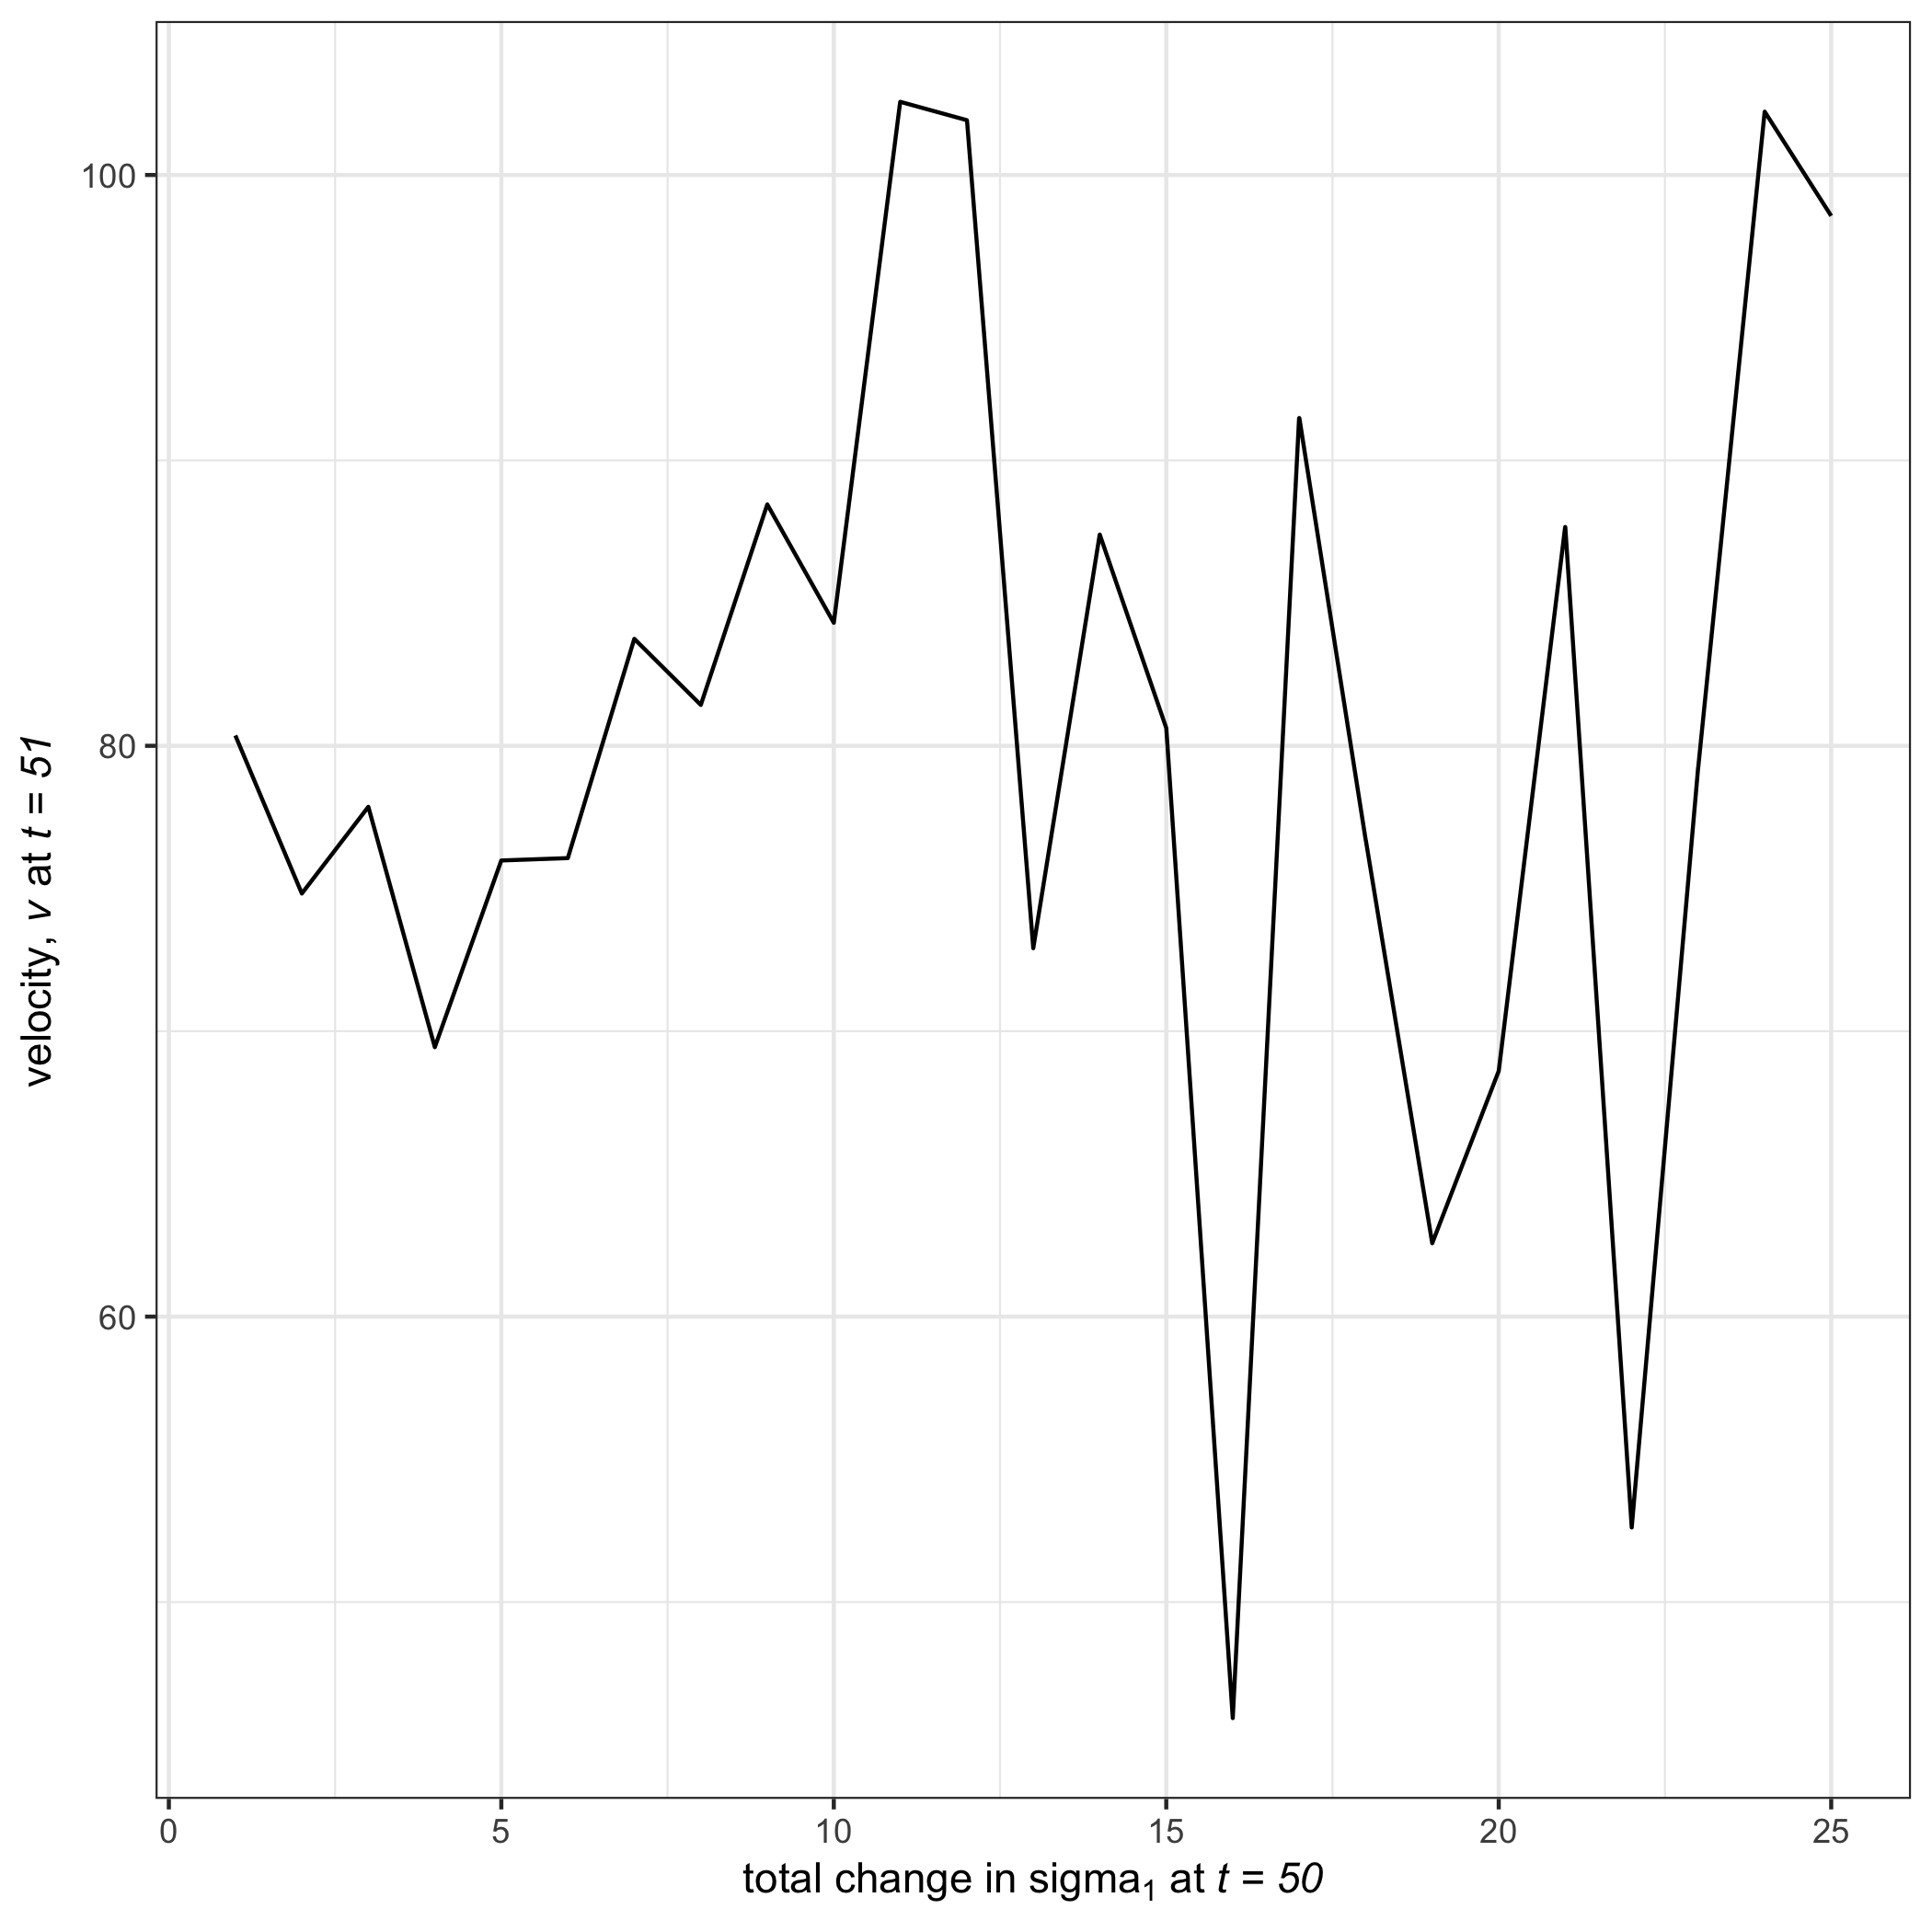 100
80
60
velocity, v at t = 51
0 5 10 15 20 25
total change in sigma₁ at t = 50